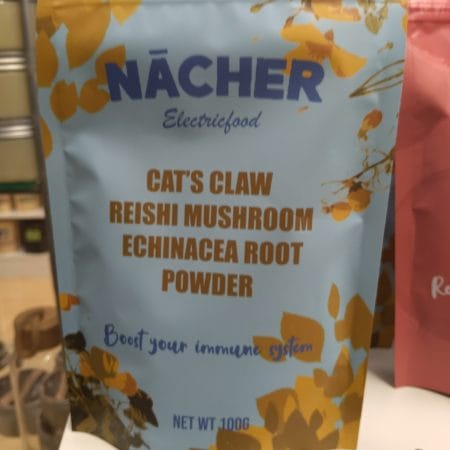 NĀCHER
Electricfood
CAT'S CLAW
REISHI MUSHROOM
ECHINACEA ROOT
POWDER
Boost your immune system
NET WT 100G